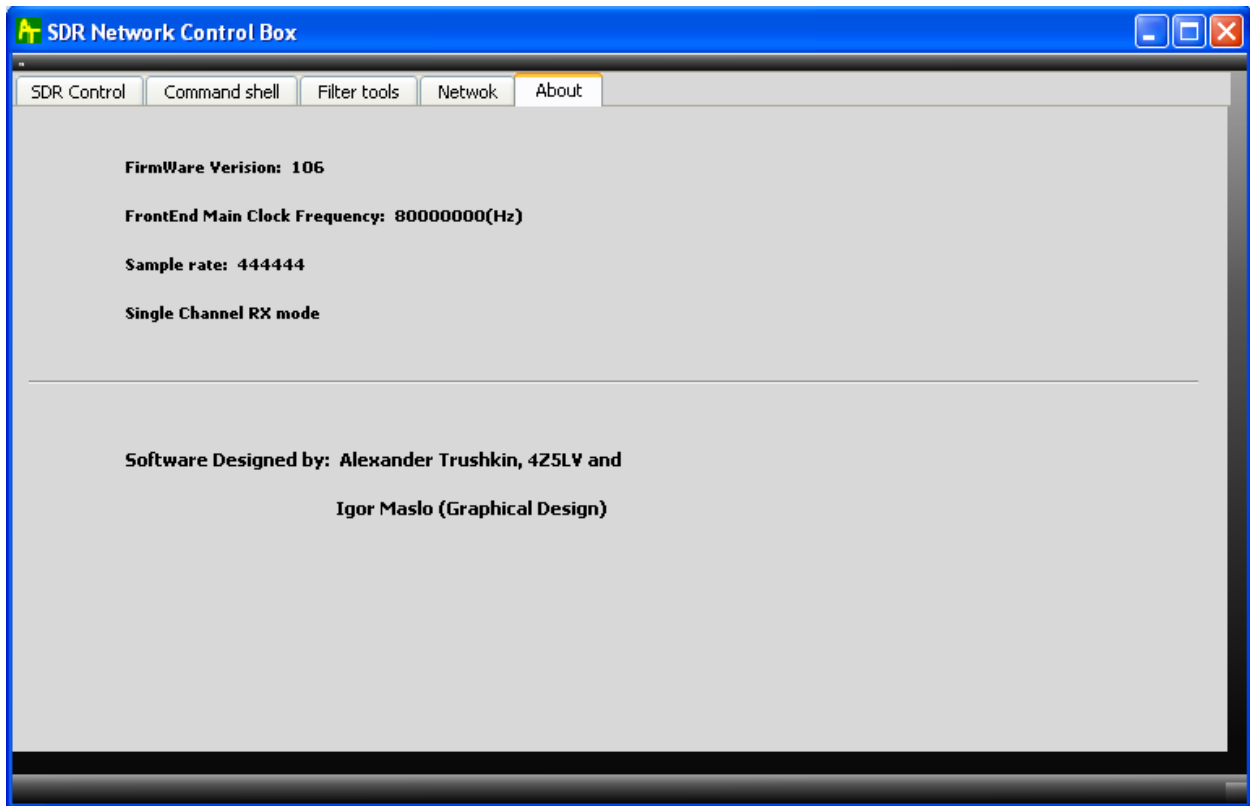 SDR Network Control Box
SDR Control Command shell Filter tools Netwok About
FirmWare Verision: 106
FrontEnd Main Clock Frequency: 80000000(Hz)
Sample rate: 444444
Single Channel RX mode
Software Designed by: Alexander Trushkin, 4Z5LV and
Igor Maslo (Graphical Design)